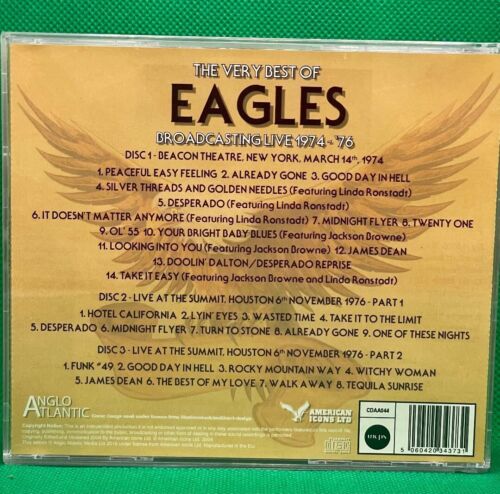 THE VERY BEST OF
EAGLES
BROADCASTING LIVE 1974 - '76
DISC 1 - BEACON THEATRE, NEW YORK, MARCH 14th, 1974
1. PEACEFUL EASY FEELING 2. ALREADY GONE 3. GOOD DAY IN HELL
4. SILVER THREADS AND GOLDEN NEEDLES (Featuring Linda Ronstadt)
5. DESPERADO (Featuring Linda Ronstadt)
6. IT DOESN'T MATTER ANYMORE (Featuring Linda Ronstadt) 7. MIDNIGHT FLYER 8. TWENTY ONE
9. OL' 55 10. YOUR BRIGHT BABY BLUES (Featuring Jackson Browne)
11. LOOKING INTO YOU (Featuring Jackson Browne) 12. JAMES DEAN
13. DOOLIN' DALTON/DESPERADO REPRISE
14. TAKE IT EASY (Featuring Jackson Browne and Linda Ronstadt)
DISC 2 - LIVE AT THE SUMMIT, HOUSTON 6th NOVEMBER 1976 - PART 1
1. HOTEL CALIFORNIA 2. LYIN' EYES 3. WASTED TIME 4. TAKE IT TO THE LIMIT
5. DESPERADO 6. MIDNIGHT FLYER 7. TURN TO STONE 8. ALREADY GONE 9. ONE OF THESE NIGHTS
DISC 3 - LIVE AT THE SUMMIT, HOUSTON 6th NOVEMBER 1976 - PART 2
1. FUNK #49 2. GOOD DAY IN HELL 3. ROCKY MOUNTAIN WAY 4. WITCHY WOMAN
5. JAMES DEAN 6. THE BEST OF MY LOVE 7. WALK AWAY 8. TEQUILA SUNRISE
ANGLO
ATLANTIC
AMERICAN
ICONS LTD
mcps
CDAA044
5 060420 343731